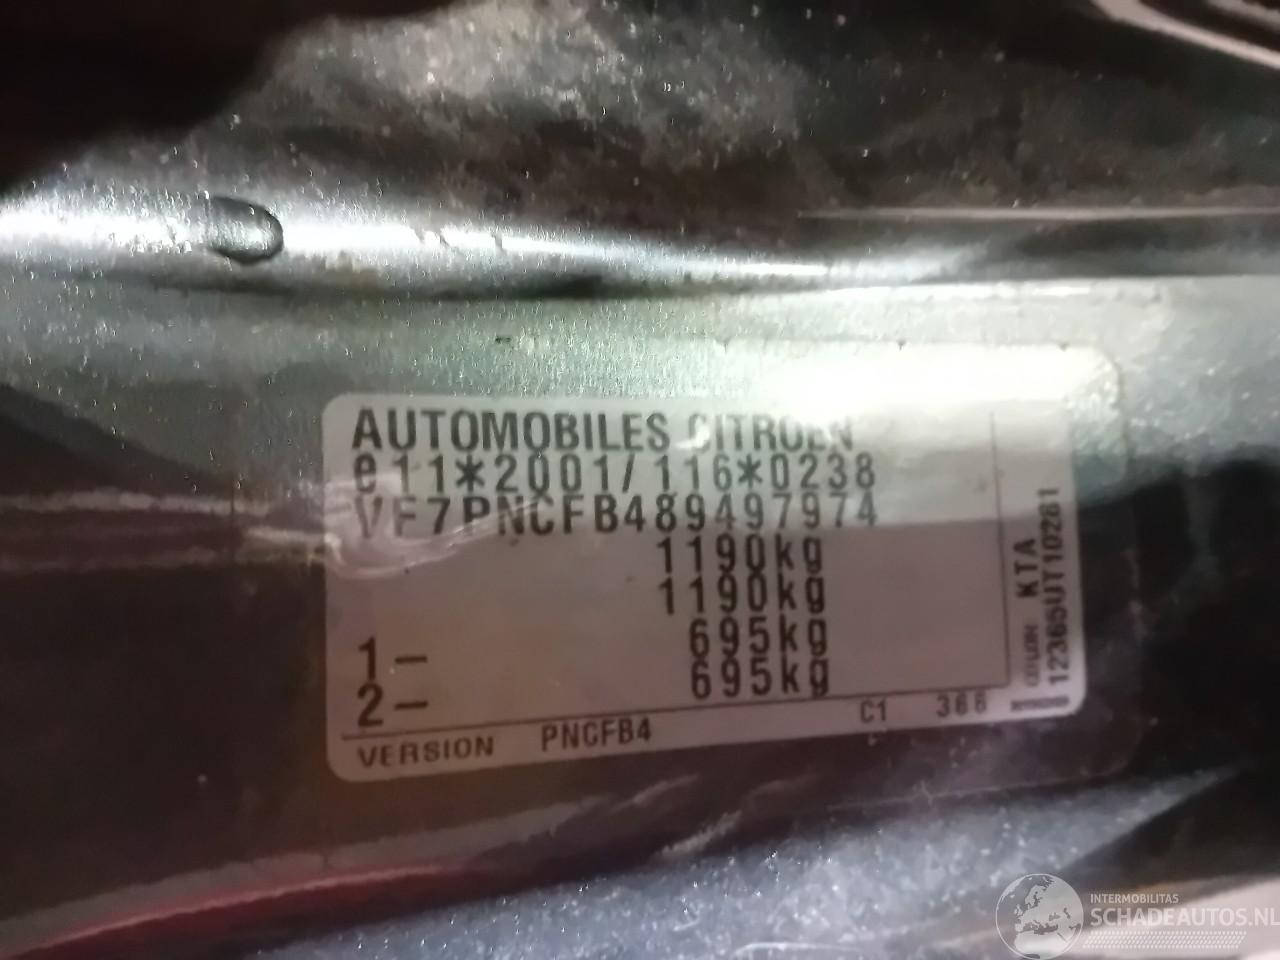 AUTOMOBILES CITROEN
e11*2001/116*0238
VF7PNCFB489497974
1190kg
1190kg
1- 695kg
2- 695kg
VERSION PNCFB4 C1 366
KTA
12365UT10281
INTERMOBILITAS
SCHADEAUTOS.NL